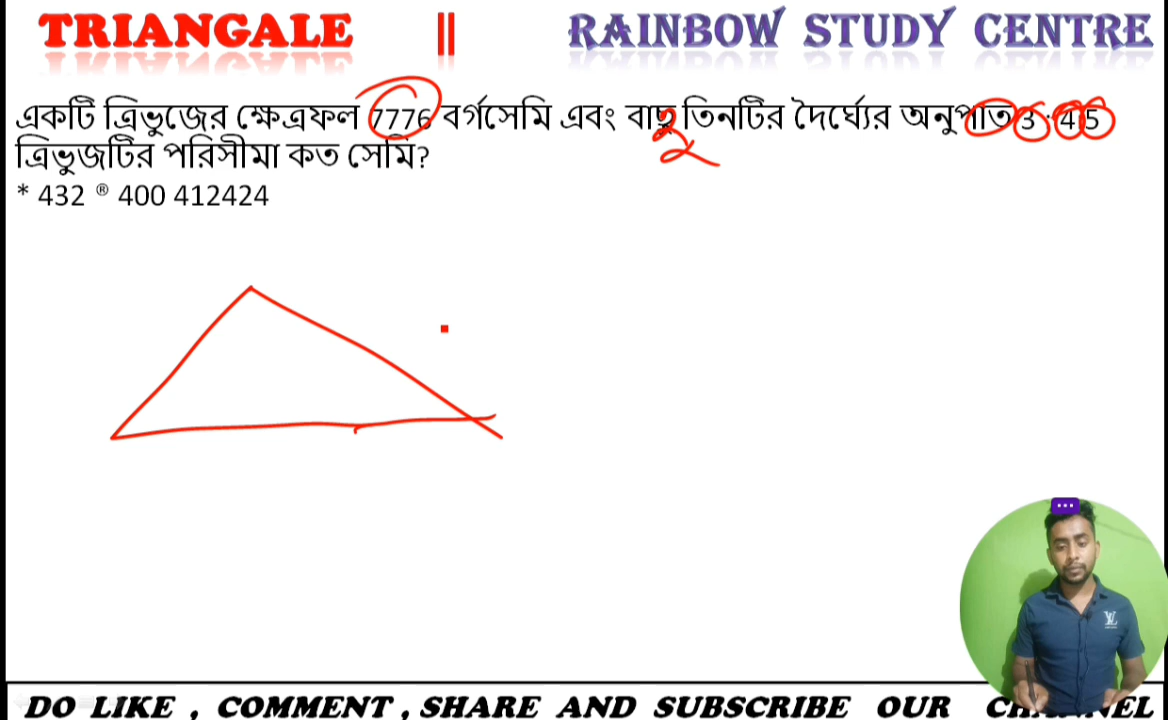 TRIANGALE || RAINBOW STUDY CENTRE
একটি ত্রিভুজের ক্ষেত্রফল 7776 বর্গসেমি এবং বাহু তিনটির দৈর্ঘ্যের অনুপাত 3 : 4 5
ত্রিভুজটির পরিসীমা কত সেমি?
* 432 ® 400 412424
DO LIKE , COMMENT , SHARE AND SUBSCRIBE OUR